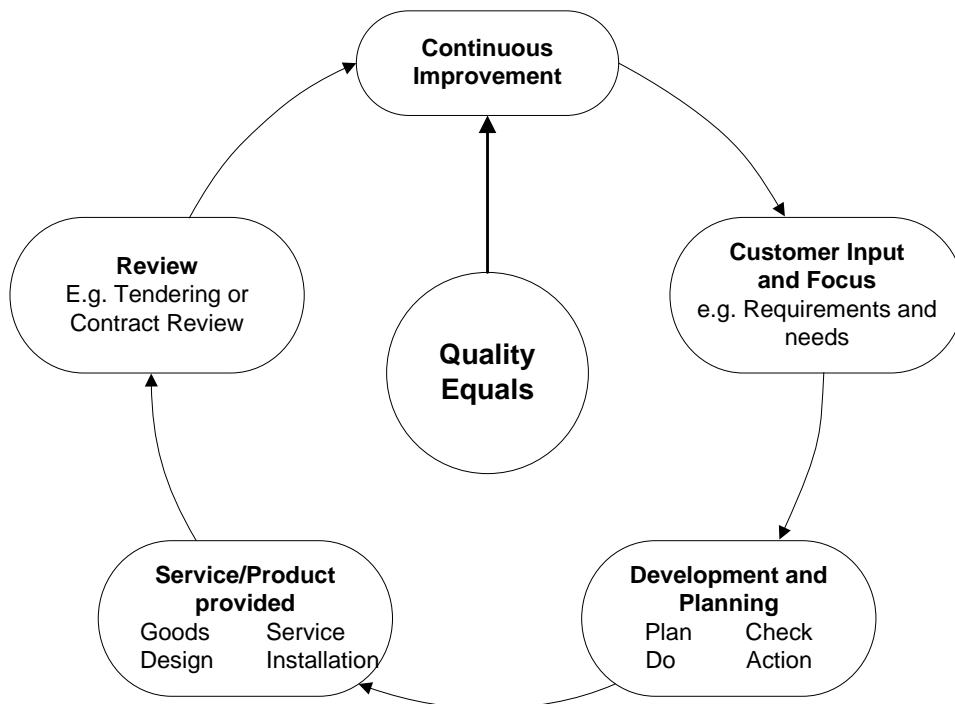 Continuous
Improvement
Customer Input
and Focus
e.g. Requirements and
needs
Development and
Planning
Plan Check
Do Action
Service/Product
provided
Goods Service
Design Installation
Review
E.g. Tendering or
Contract Review
Quality
Equals